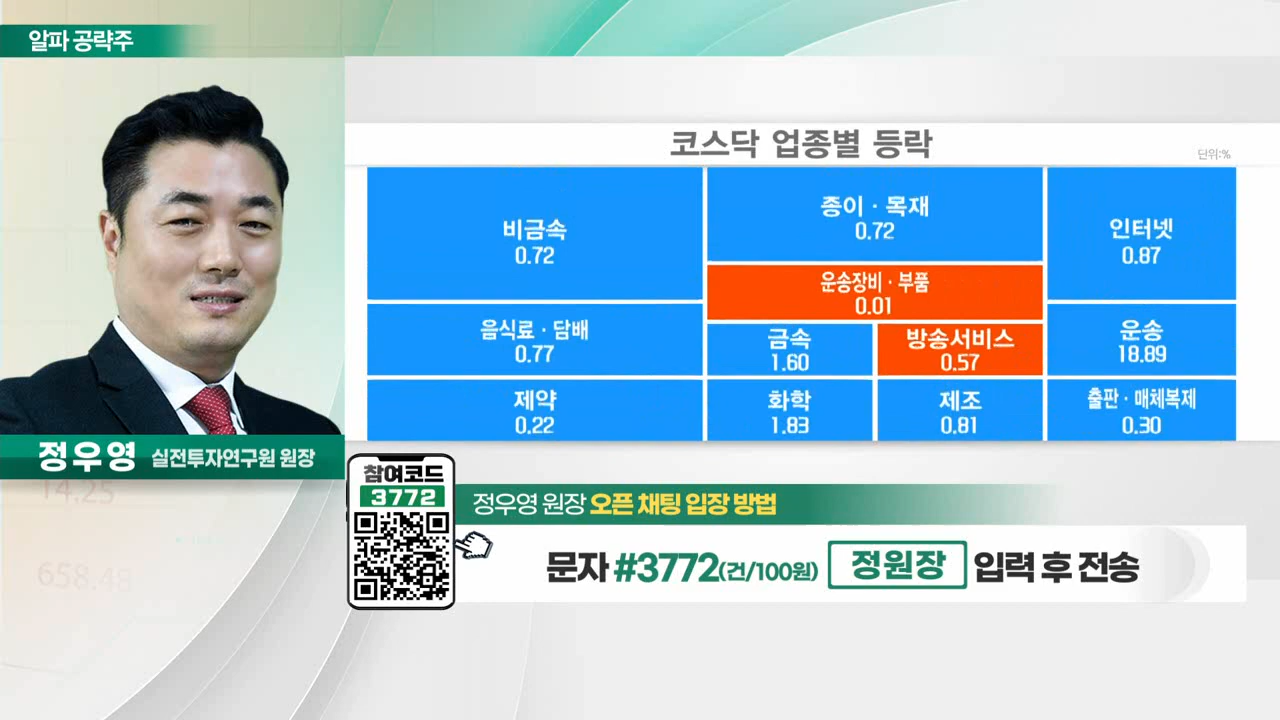 알파 공략주
코스닥 업종별 등락
단위:%
비금속
0.72
종이·목재
0.72
인터넷
0.87
운송장비·부품
0.01
음식료·담배
0.77
금속
1.60
방송서비스
0.57
운송
18.89
제약
0.22
화학
1.83
제조
0.81
출판·매체복제
0.30
정우영 실전투자연구원 원장
14.25
658.48
참여코드
3772
정우영 원장 오픈 채팅 입장 방법
문자 #3772(건/100원) 정원장 입력 후 전송